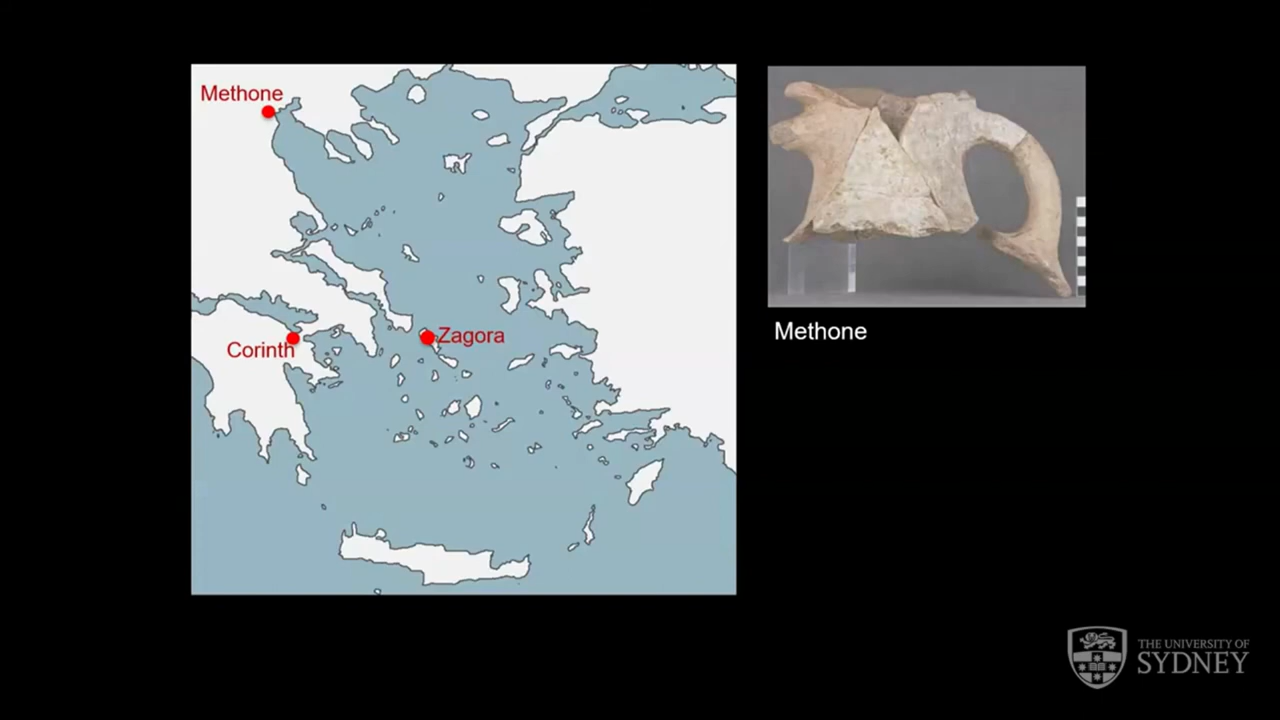 Methone
Zagora
Corinth
Methone
THE UNIVERSITY OF
SYDNEY